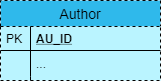 Author
PK AU_ID
...